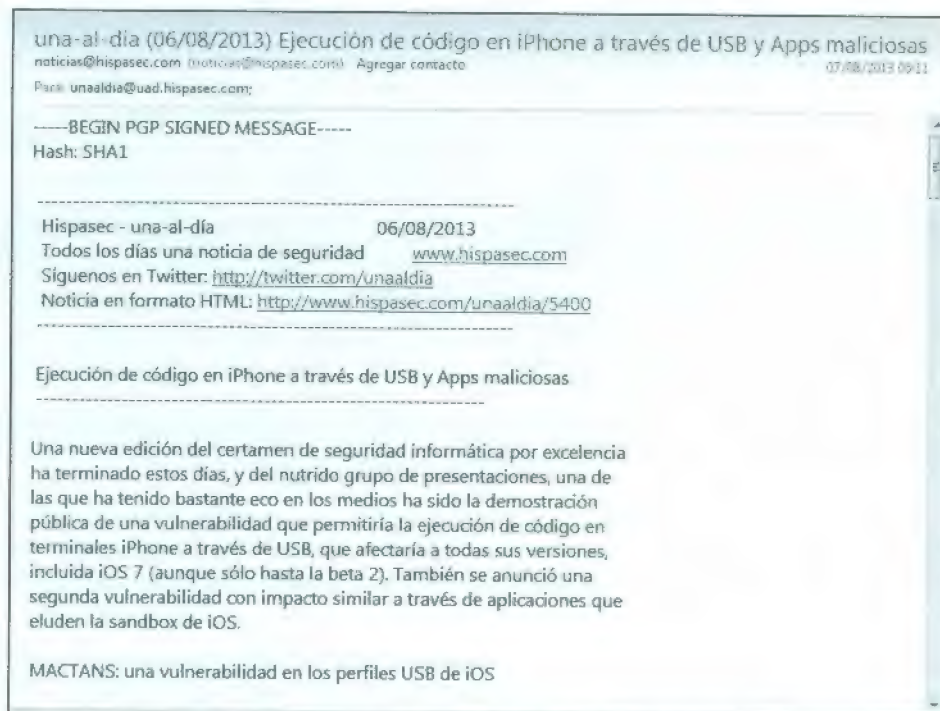 una-al-día (06/08/2013) Ejecución de código en iPhone a través de USB y Apps maliciosas
noticias@hispasec.com (noticias@hispasec.com) Agregar contacto
07/08/2013
Para: unaaldia@uad.hispasec.com;
-----BEGIN PGP SIGNED MESSAGE-----
Hash: SHA1
-------------------------------------------------------------------
Hispasec - una-al-día 06/08/2013
Todos los días una noticia de seguridad www.hispasec.com
Síguenos en Twitter: http://twitter.com/unaaldia
Noticia en formato HTML: http://www.hispasec.com/unaaldia/5400
-------------------------------------------------------------------
Ejecución de código en iPhone a través de USB y Apps maliciosas
---------------------------------------------------------------
Una nueva edición del certamen de seguridad informática por excelencia
ha terminado estos días, y del nutrido grupo de presentaciones, una de
las que ha tenido bastante eco en los medios ha sido la demostración
pública de una vulnerabilidad que permitiría la ejecución de código en
terminales iPhone a través de USB, que afectaría a todas sus versiones,
incluida iOS 7 (aunque sólo hasta la beta 2). También se anunció una
segunda vulnerabilidad con impacto similar a través de aplicaciones que
eluden la sandbox de iOS.
MACTANS: una vulnerabilidad en los perfiles USB de iOS